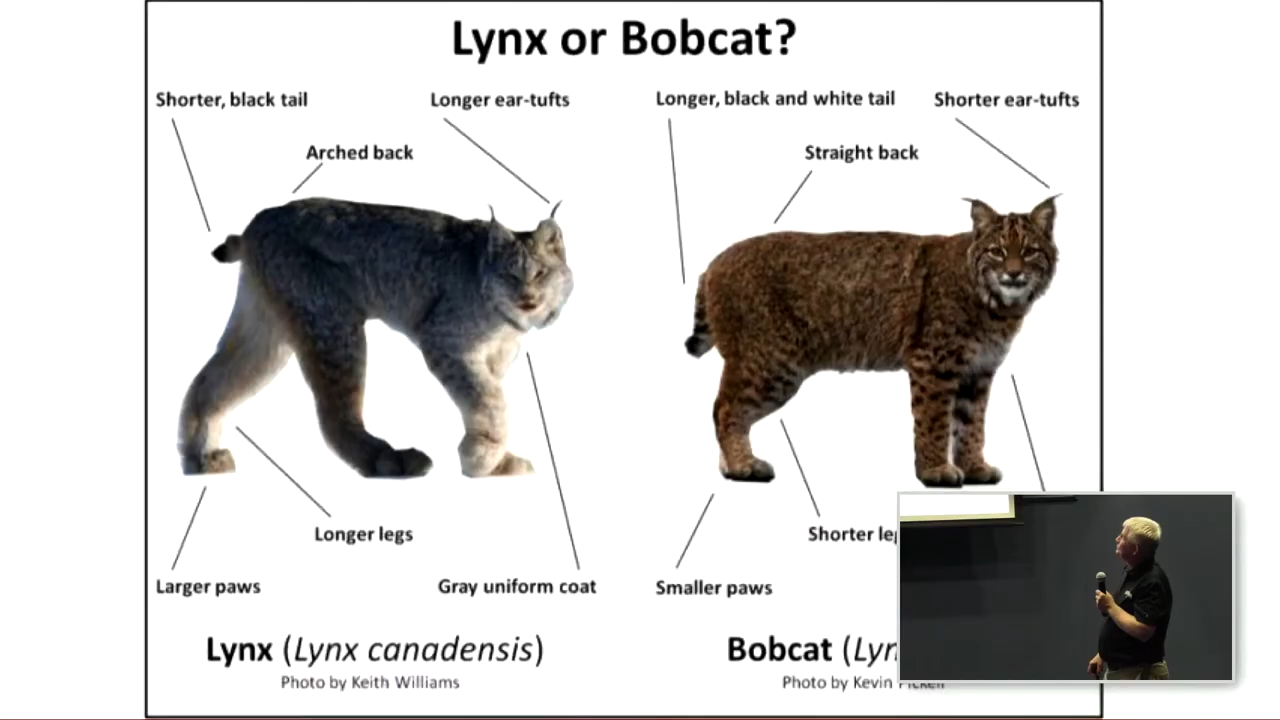 Lynx or Bobcat?
Shorter, black tail
Longer ear-tufts
Longer, black and white tail
Shorter ear-tufts
Arched back
Straight back
Longer legs
Shorter
Larger paws
Gray uniform coat
Smaller paws
Lynx (Lynx canadensis)
Bobcat
Photo by Keith Williams
Photo by Kevin